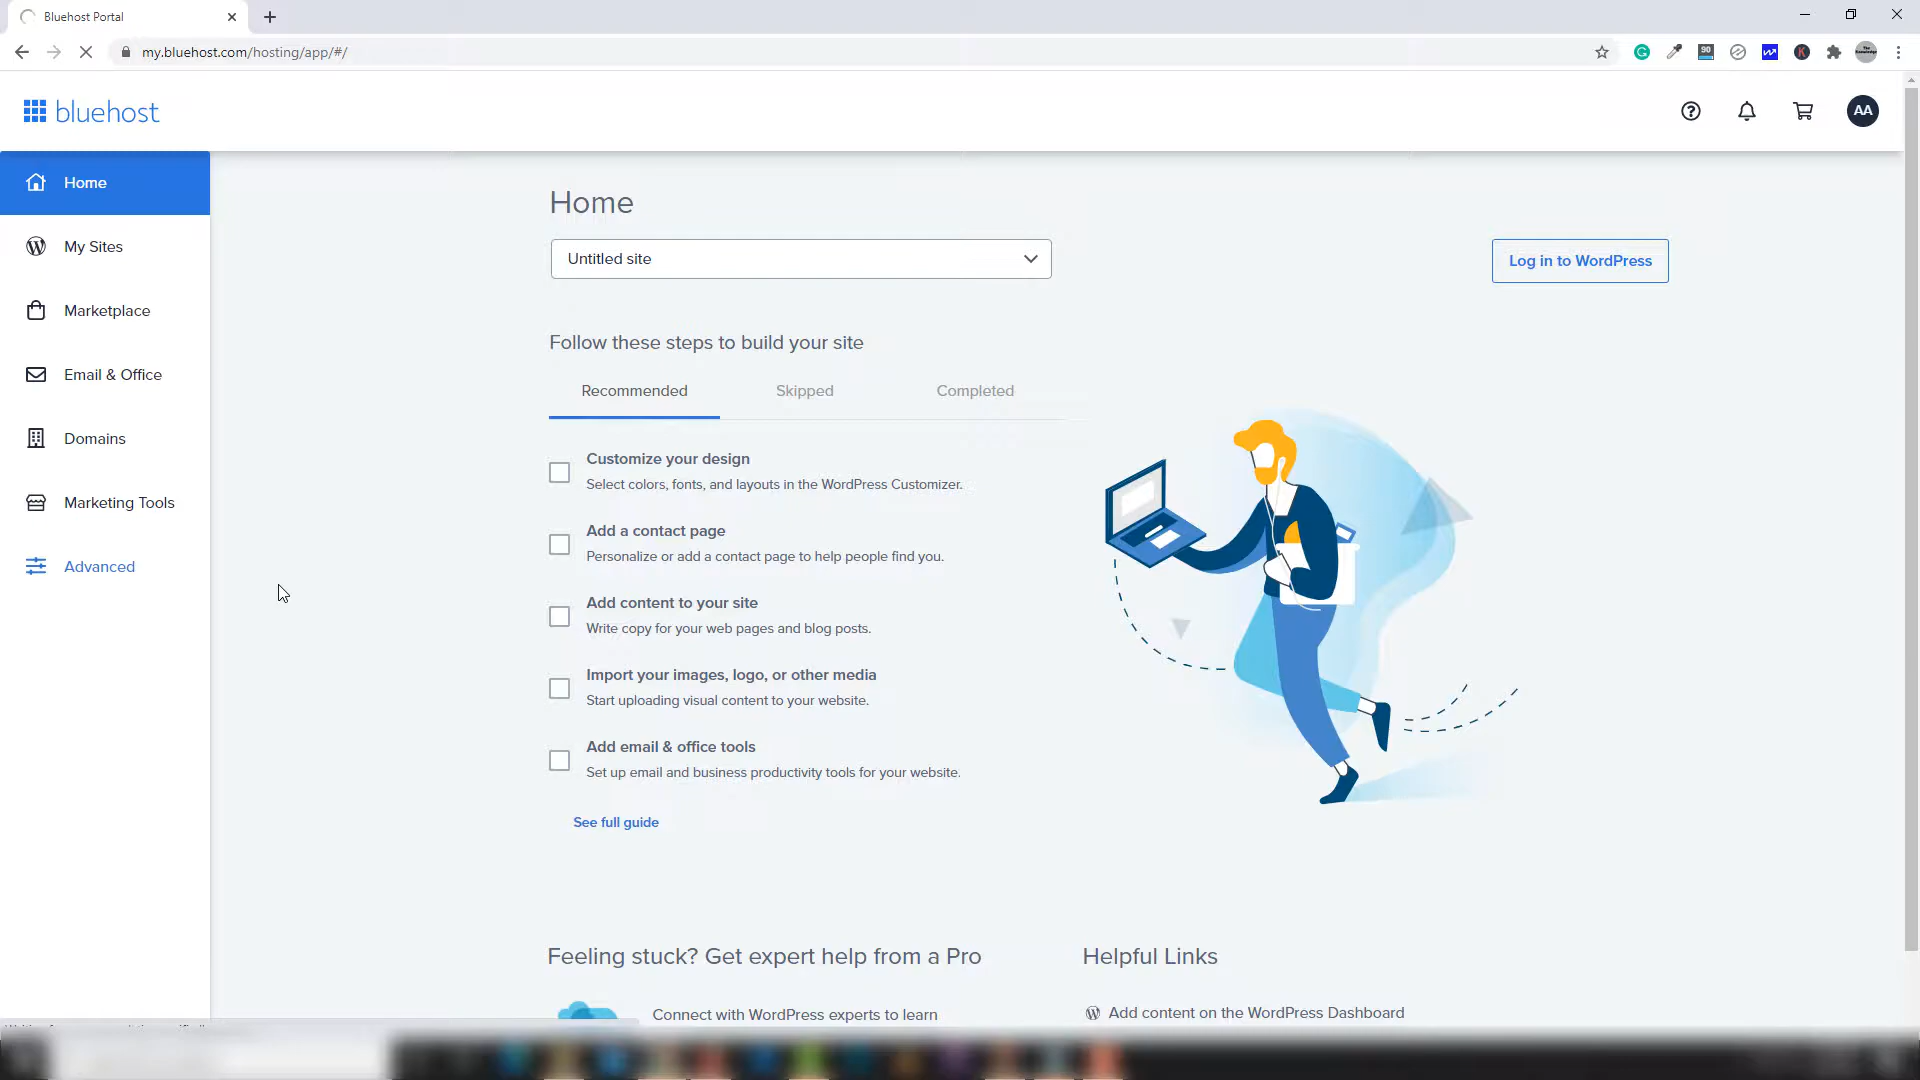 Bluehost Portal
my.bluehost.com/hosting/app/#/
90
K
bluehost
AA
Home
My Sites
Marketplace
Email & Office
Domains
Marketing Tools
Advanced
Home
Untitled site
Log in to WordPress
Follow these steps to build your site
Recommended
Skipped
Completed
Customize your design
Select colors, fonts, and layouts in the WordPress Customizer.
Add a contact page
Personalize or add a contact page to help people find you.
Add content to your site
Write copy for your web pages and blog posts.
Import your images, logo, or other media
Start uploading visual content to your website.
Add email & office tools
Set up email and business productivity tools for your website.
See full guide
Feeling stuck? Get expert help from a Pro
Helpful Links
Connect with WordPress experts to learn
Add content on the WordPress Dashboard